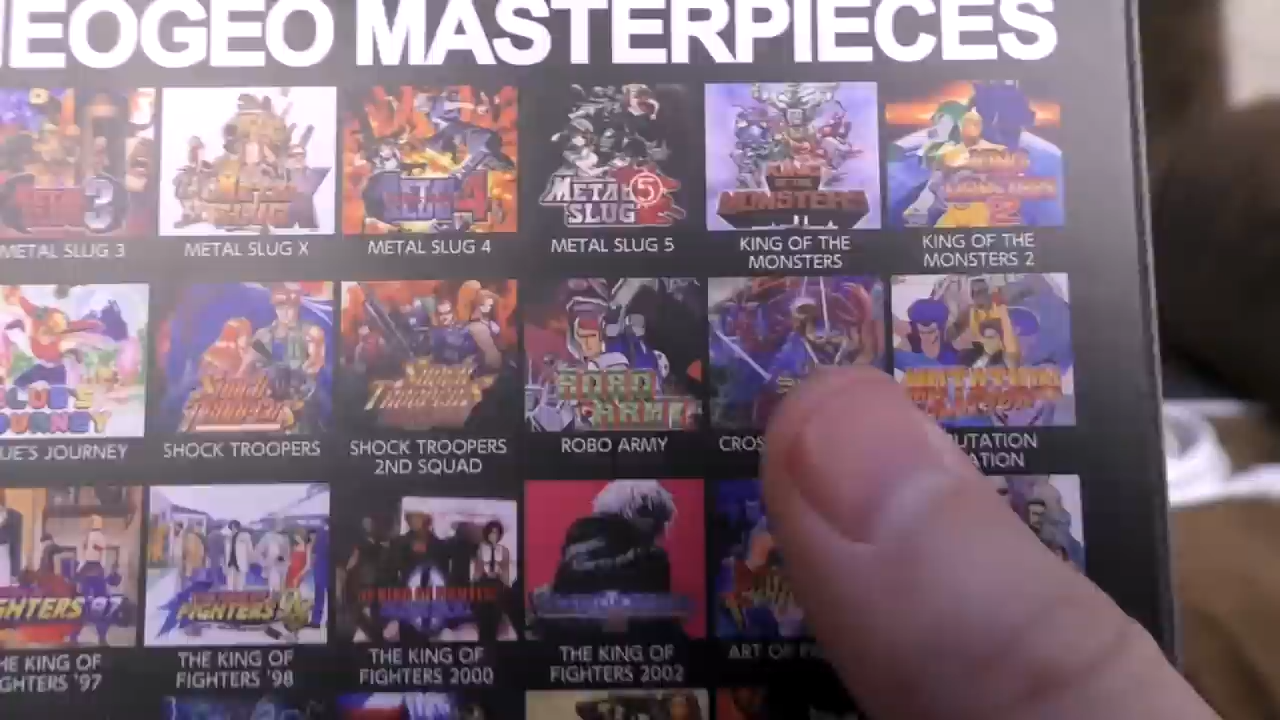 NEOGEO MASTERPIECES
METAL SLUG 3
METAL SLUG X
METAL SLUG 4
METAL SLUG 5
KING OF THE
MONSTERS
KING OF THE
MONSTERS 2
UE'S JOURNEY
SHOCK TROOPERS
SHOCK TROOPERS
2ND SQUAD
ROBO ARMY
CROS
UTATION
ATION
HE KING OF
GHTERS '97
THE KING OF
FIGHTERS '98
THE KING OF
FIGHTERS 2000
THE KING OF
FIGHTERS 2002
ART OF